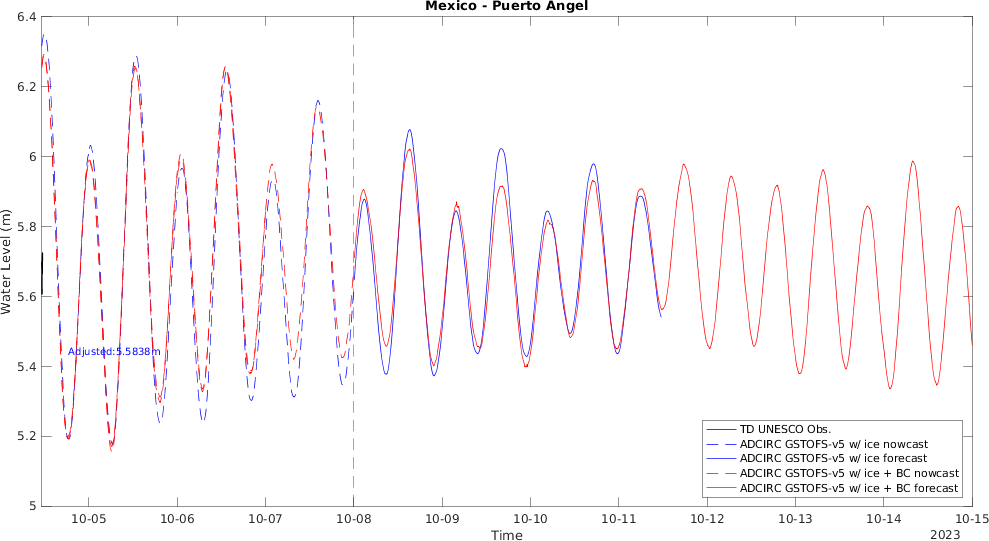 Mexico - Puerto Angel
6.4
6.2
6
5.8
5.6
5.4
5.2
5
Water Level (m)
Adjusted:5.5838m
TD UNESCO Obs.
ADCIRC GSTOFS-v5 w/ ice nowcast
ADCIRC GSTOFS-v5 w/ ice forecast
ADCIRC GSTOFS-v5 w/ ice + BC nowcast
ADCIRC GSTOFS-v5 w/ ice + BC forecast
10-05 10-06 10-07 10-08 10-09 10-10 10-11 10-12 10-13 10-14 10-15
Time
2023